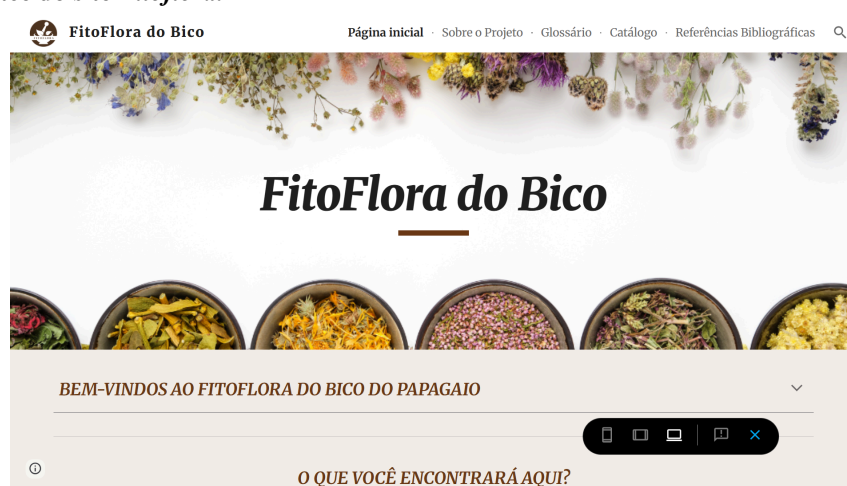 FitoFlora do Bico
Página inicial · Sobre o Projeto · Glossário · Catálogo · Referências Bibliográficas
FitoFlora do Bico
BEM-VINDOS AO FITOFLORA DO BICO DO PAPAGAIO
O QUE VOCÊ ENCONTRARÁ AQUI?